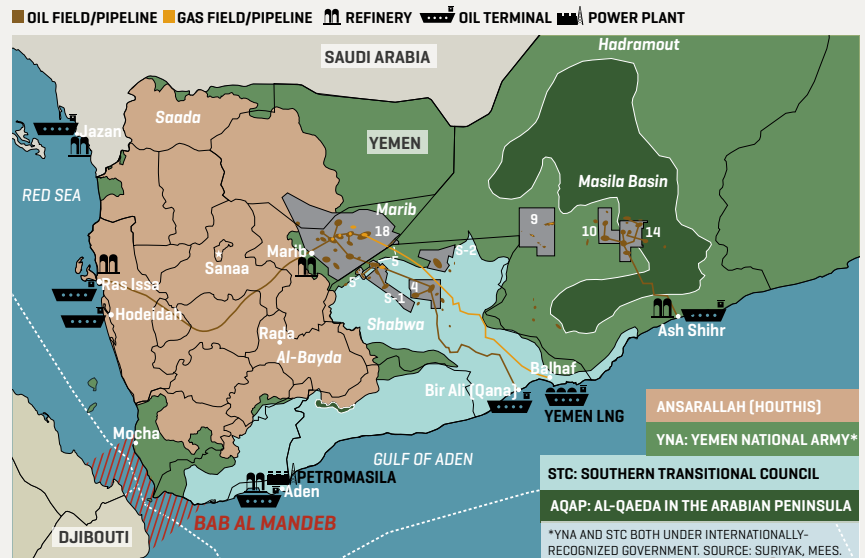 OIL FIELD/PIPELINE GAS FIELD/PIPELINE REFINERY OIL TERMINAL POWER PLANT
Hadramout
SAUDI ARABIA
Saada
Jazan
YEMEN
RED SEA
Masila Basin
Marib
18
9
10
14
Sanaa
Marib
S-2
5
S
4
S-1
Ras Issa
Hodeidah
Shabwa
Ash Shihr
Rada
Al-Bayda
Balhaf
Bir Ali (Qana)
YEMEN LNG
ANSARALLAH (HOUTHIS)
Mocha
YNA: YEMEN NATIONAL ARMY*
GULF OF ADEN
STC: SOUTHERN TRANSITIONAL COUNCIL
PETROMASILA
Aden
AQAP: AL-QAEDA IN THE ARABIAN PENINSULA
BAB AL MANDEB
DJIBOUTI
*YNA AND STC BOTH UNDER INTERNATIONALLY-
RECOGNIZED GOVERNMENT. SOURCE: SURIYAK, MEES.